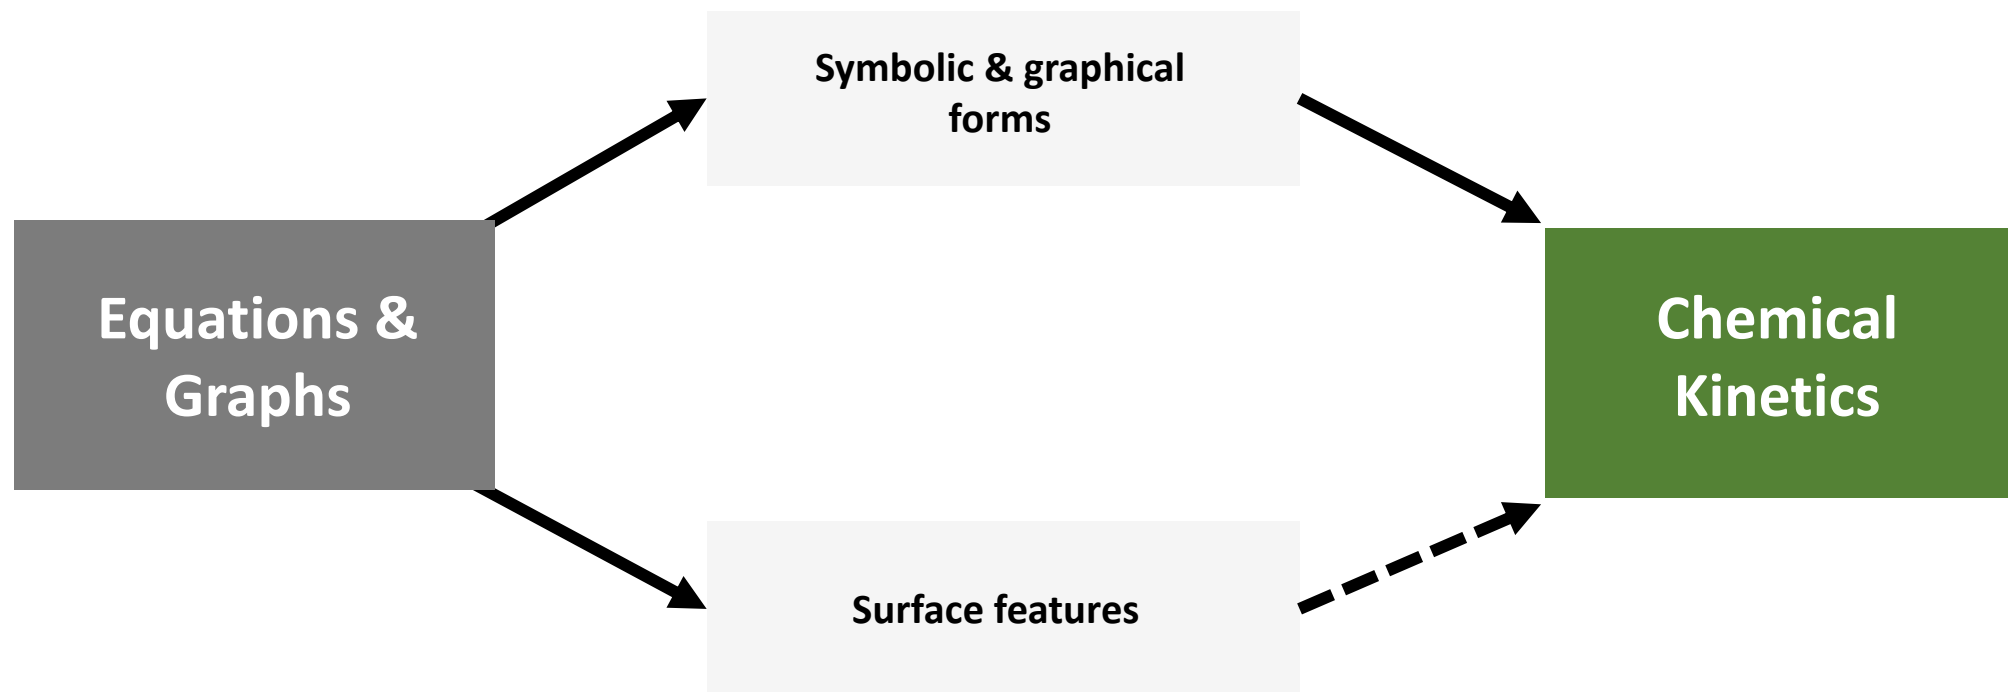 Symbolic & graphical
forms
Equations &
Graphs
Chemical
Kinetics
Surface features